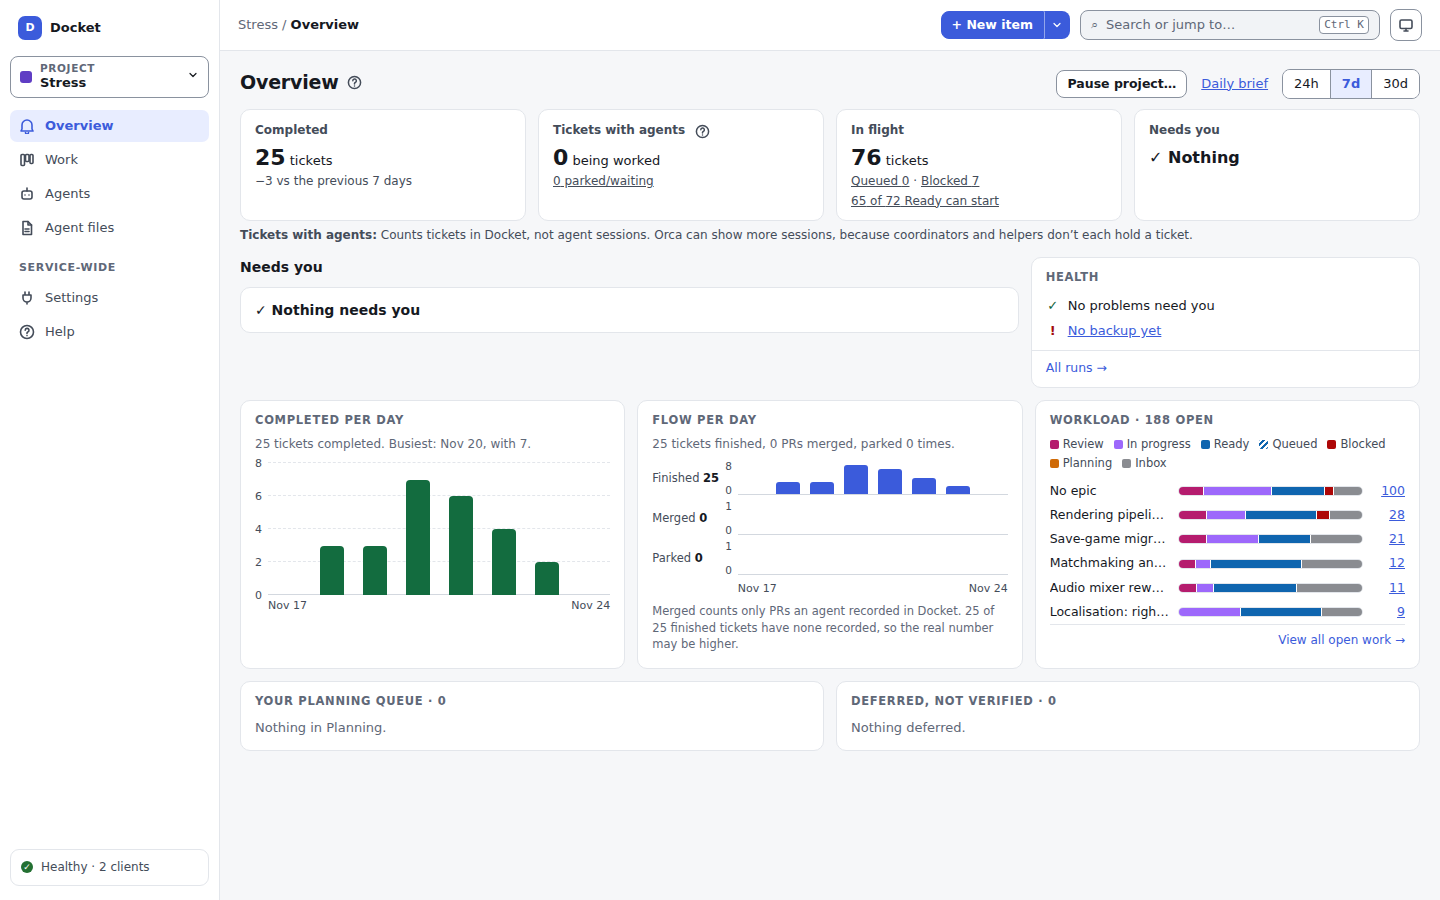 D Docket
PROJECT
Stress
Overview
Work
Agents
Agent files
SERVICE-WIDE
Settings
Help
Healthy · 2 clients
Stress / Overview
+ New item
Search or jump to…
Ctrl K
Overview
Pause project…
Daily brief
24h
7d
30d
Completed
25 tickets
−3 vs the previous 7 days
Tickets with agents
0 being worked
0 parked/waiting
In flight
76 tickets
Queued 0 · Blocked 7
65 of 72 Ready can start
Needs you
✓ Nothing
Tickets with agents: Counts tickets in Docket, not agent sessions. Orca can show more sessions, because coordinators and helpers don’t each hold a ticket.
Needs you
✓ Nothing needs you
HEALTH
✓ No problems need you
! No backup yet
All runs →
COMPLETED PER DAY
25 tickets completed. Busiest: Nov 20, with 7.
8
6
4
2
0
Nov 17
Nov 24
FLOW PER DAY
25 tickets finished, 0 PRs merged, parked 0 times.
Finished 25
8
0
Merged 0
1
0
Parked 0
1
0
Nov 17
Nov 24
Merged counts only PRs an agent recorded in Docket. 25 of
25 finished tickets have none recorded, so the real number
may be higher.
WORKLOAD · 188 OPEN
Review In progress Ready Queued Blocked
Planning Inbox
No epic 100
Rendering pipeli… 28
Save-game migr… 21
Matchmaking an… 12
Audio mixer rew… 11
Localisation: righ… 9
View all open work →
YOUR PLANNING QUEUE · 0
Nothing in Planning.
DEFERRED, NOT VERIFIED · 0
Nothing deferred.